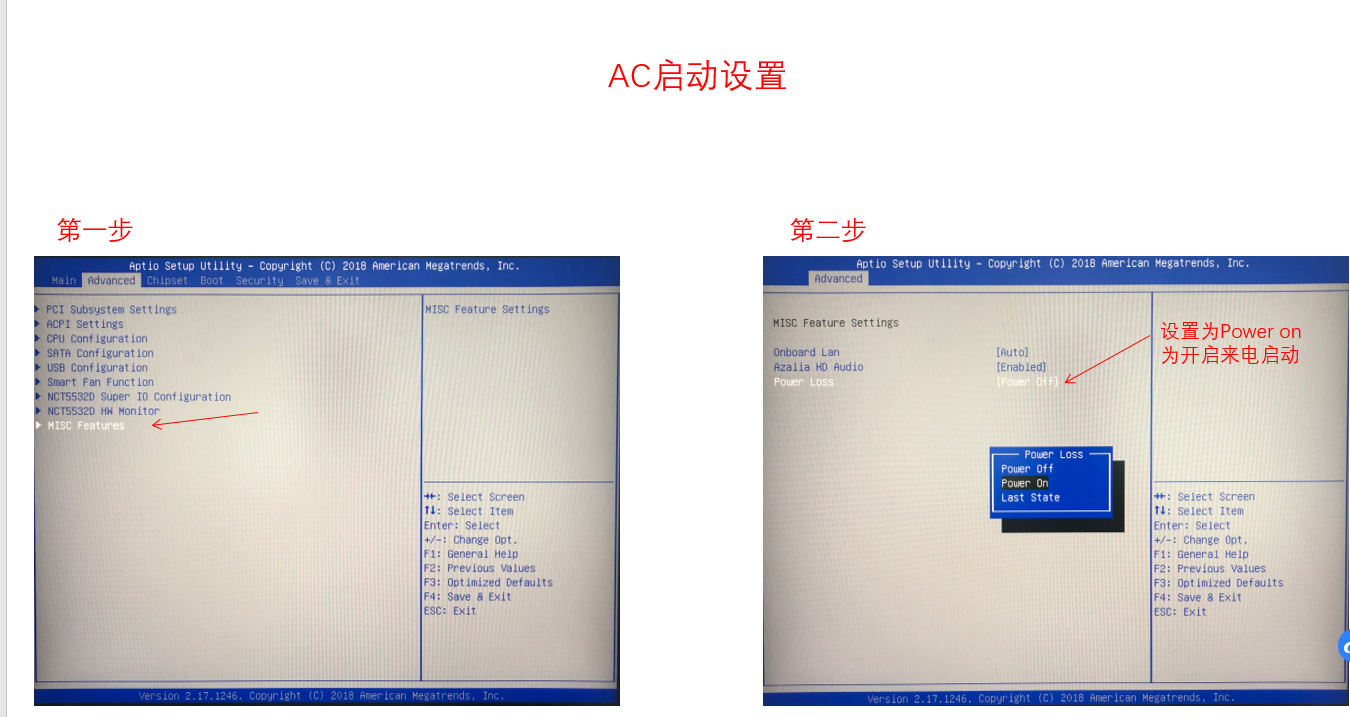 AC启动设置
第一步
Aptio Setup Utility - Copyright (C) 2018 American Megatrends, Inc.
Main Advanced Chipset Boot Security Save & Exit
PCI Subsystem Settings
ACPI Settings
CPU Configuration
SATA Configuration
USB Configuration
Smart Fan Function
NCT5532D Super IO Configuration
NCT5532D HW Monitor
MISC Features
MISC Feature Settings
→←: Select Screen
↑↓: Select Item
Enter: Select
+/-: Change Opt.
F1: General Help
F2: Previous Values
F3: Optimized Defaults
F4: Save & Exit
ESC: Exit
Version 2.17.1246. Copyright (C) 2018 American Megatrends, Inc.
第二步
Aptio Setup Utility - Copyright (C) 2018 American Megatrends, Inc.
Advanced
MISC Feature Settings
Onboard Lan [Auto]
Azalia HD Audio [Enabled]
Power Loss [Power Off]
设置为Power on
为开启来电启动
Power Loss
Power Off
Power On
Last State
→←: Select Screen
↑↓: Select Item
Enter: Select
+/-: Change Opt.
F1: General Help
F2: Previous Values
F3: Optimized Defaults
F4: Save & Exit
ESC: Exit
Version 2.17.1246. Copyright (C) 2018 American Megatrends, Inc.